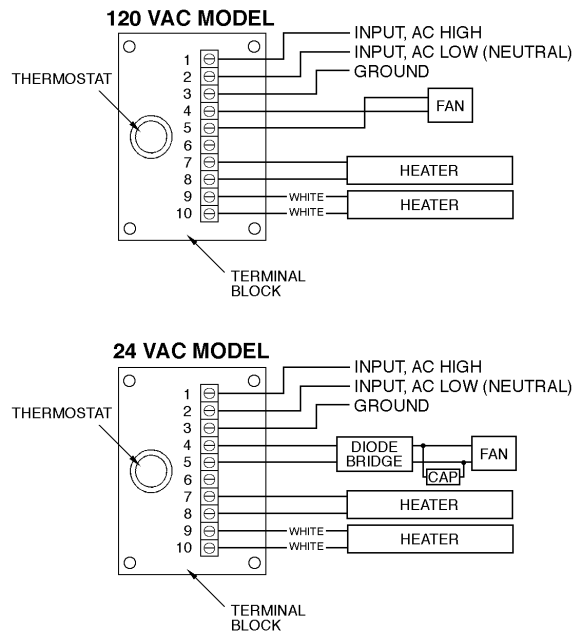 120 VAC MODEL
INPUT, AC HIGH
INPUT, AC LOW (NEUTRAL)
GROUND
THERMOSTAT
1
2
3
4
5
6
7
8
9
10
FAN
HEATER
WHITE
WHITE
HEATER
TERMINAL
BLOCK
24 VAC MODEL
INPUT, AC HIGH
INPUT, AC LOW (NEUTRAL)
GROUND
THERMOSTAT
1
2
3
4
5
6
7
8
9
10
DIODE
BRIDGE
FAN
CAP
HEATER
WHITE
WHITE
HEATER
TERMINAL
BLOCK